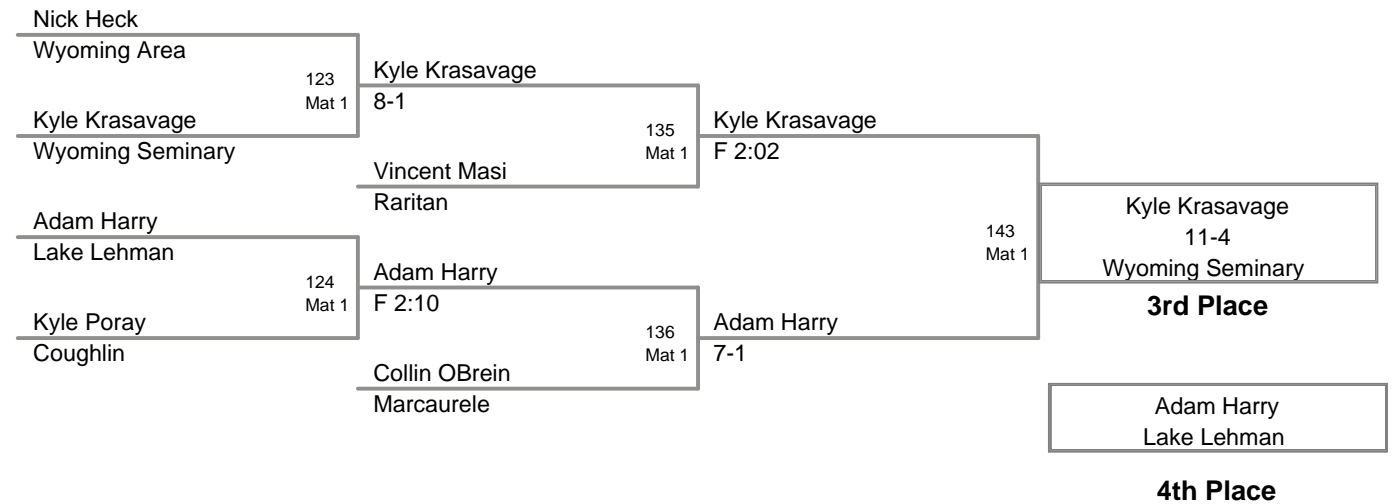 Nick Heck
Wyoming Area
123
Mat 1
Kyle Krasavage
8-1
Kyle Krasavage
Wyoming Seminary
135
Mat 1
Kyle Krasavage
F 2:02
Vincent Masi
Raritan
Adam Harry
Lake Lehman
143
Mat 1
Kyle Krasavage
11-4
Wyoming Seminary
3rd Place
124
Mat 1
Adam Harry
F 2:10
Kyle Poray
Coughlin
136
Mat 1
Adam Harry
7-1
Collin OBrein
Marcaurele
Adam Harry
Lake Lehman
4th Place